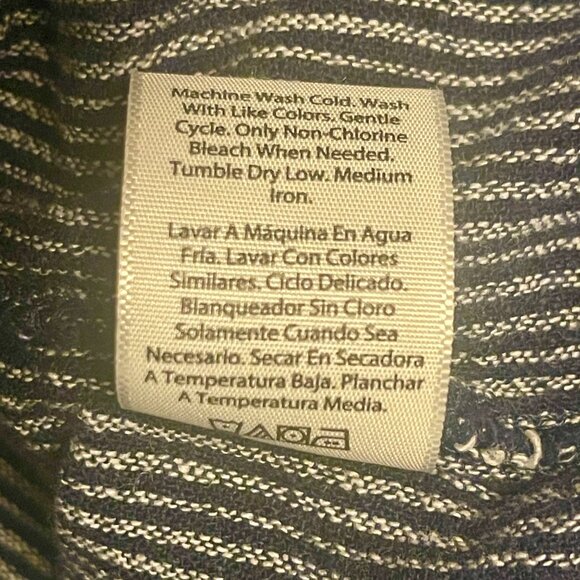 Machine Wash Cold. Wash
With Like Colors. Gentle
Cycle. Only Non-Chlorine
Bleach When Needed.
Tumble Dry Low. Medium
Iron.
Lavar A Máquina En Agua
Fría. Lavar Con Colores
Similares. Ciclo Delicado.
Blanqueador Sin Cloro
Solamente Cuando Sea
Necesario. Secar En Secadora
A Temperatura Baja. Planchar
A Temperatura Media.